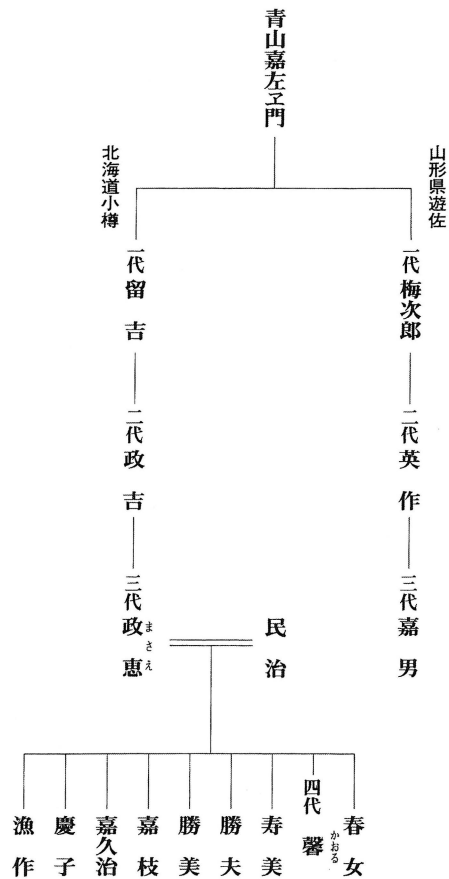 青山嘉左ヱ門
山形県遊佐
一代 梅次郎
二代 英作
三代 嘉男
北海道小樽
一代 留吉
二代 政吉
三代 政恵
まさえ
民治
春女
四代 馨
かおる
寿美
勝夫
勝美
嘉枝
嘉久治
慶子
漁作